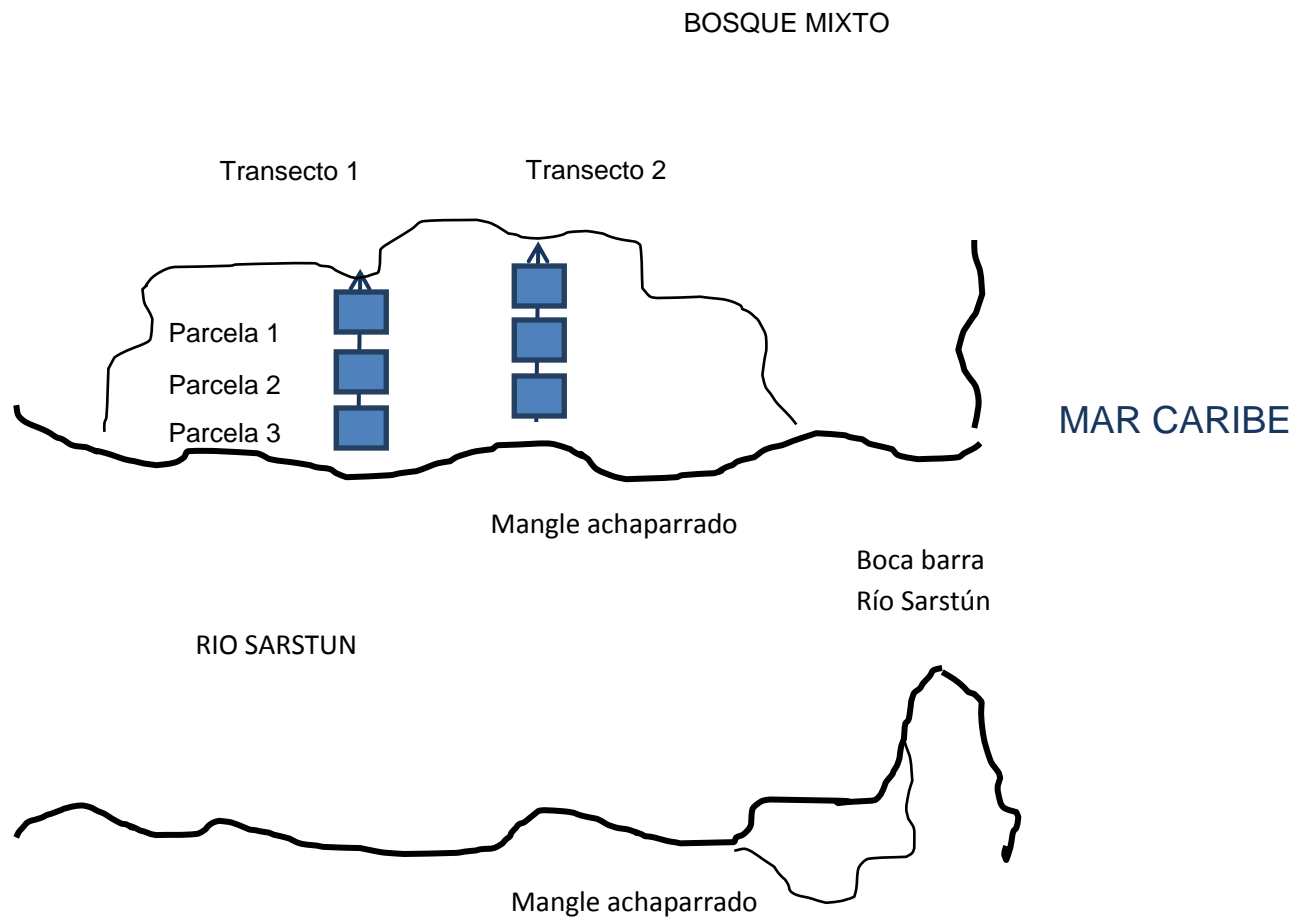 BOSQUE MIXTO
Transecto 1
Transecto 2
Parcela 1
Parcela 2
Parcela 3
MAR CARIBE
Mangle achaparrado
Boca barra
Río Sarstún
RIO SARSTUN
Mangle achaparrado